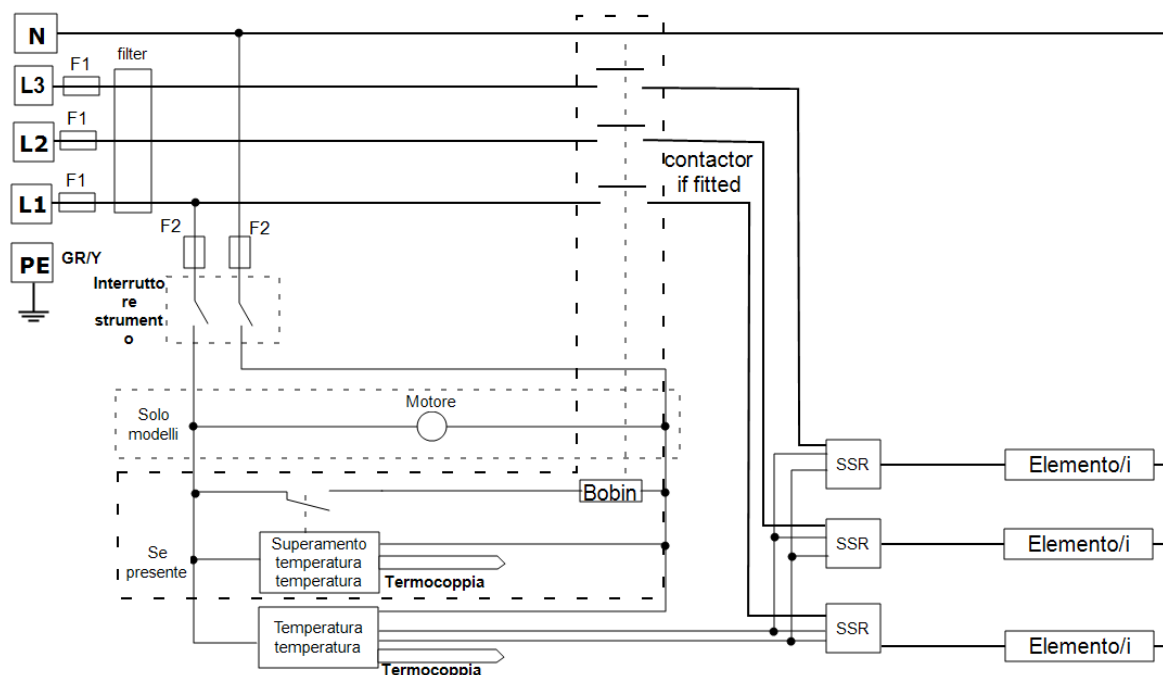 N
filter
F1
L3
F1
L2
F1
L1
contactor
if fitted
F2
F2
PE
GR/Y
Interrutto
re
strument
o
Motore
Solo
modelli
SSR
Elemento/i
Bobin
Superamento
temperatura
temperatura
Se
presente
Termocoppia
SSR
Elemento/i
Temperatura
temperatura
Termocoppia
SSR
Elemento/i